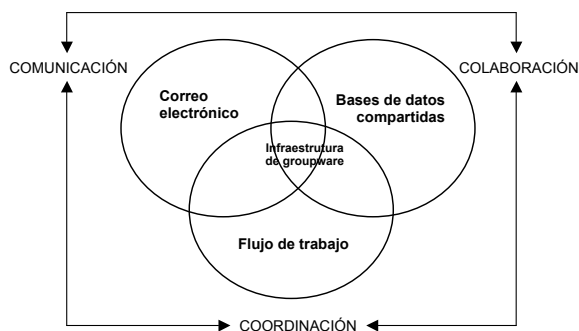 COMUNICACIÓN
COLABORACIÓN
Correo
electrónico
Bases de datos
compartidas
Infraestrutura
de groupware
Flujo de trabajo
COORDINACIÓN